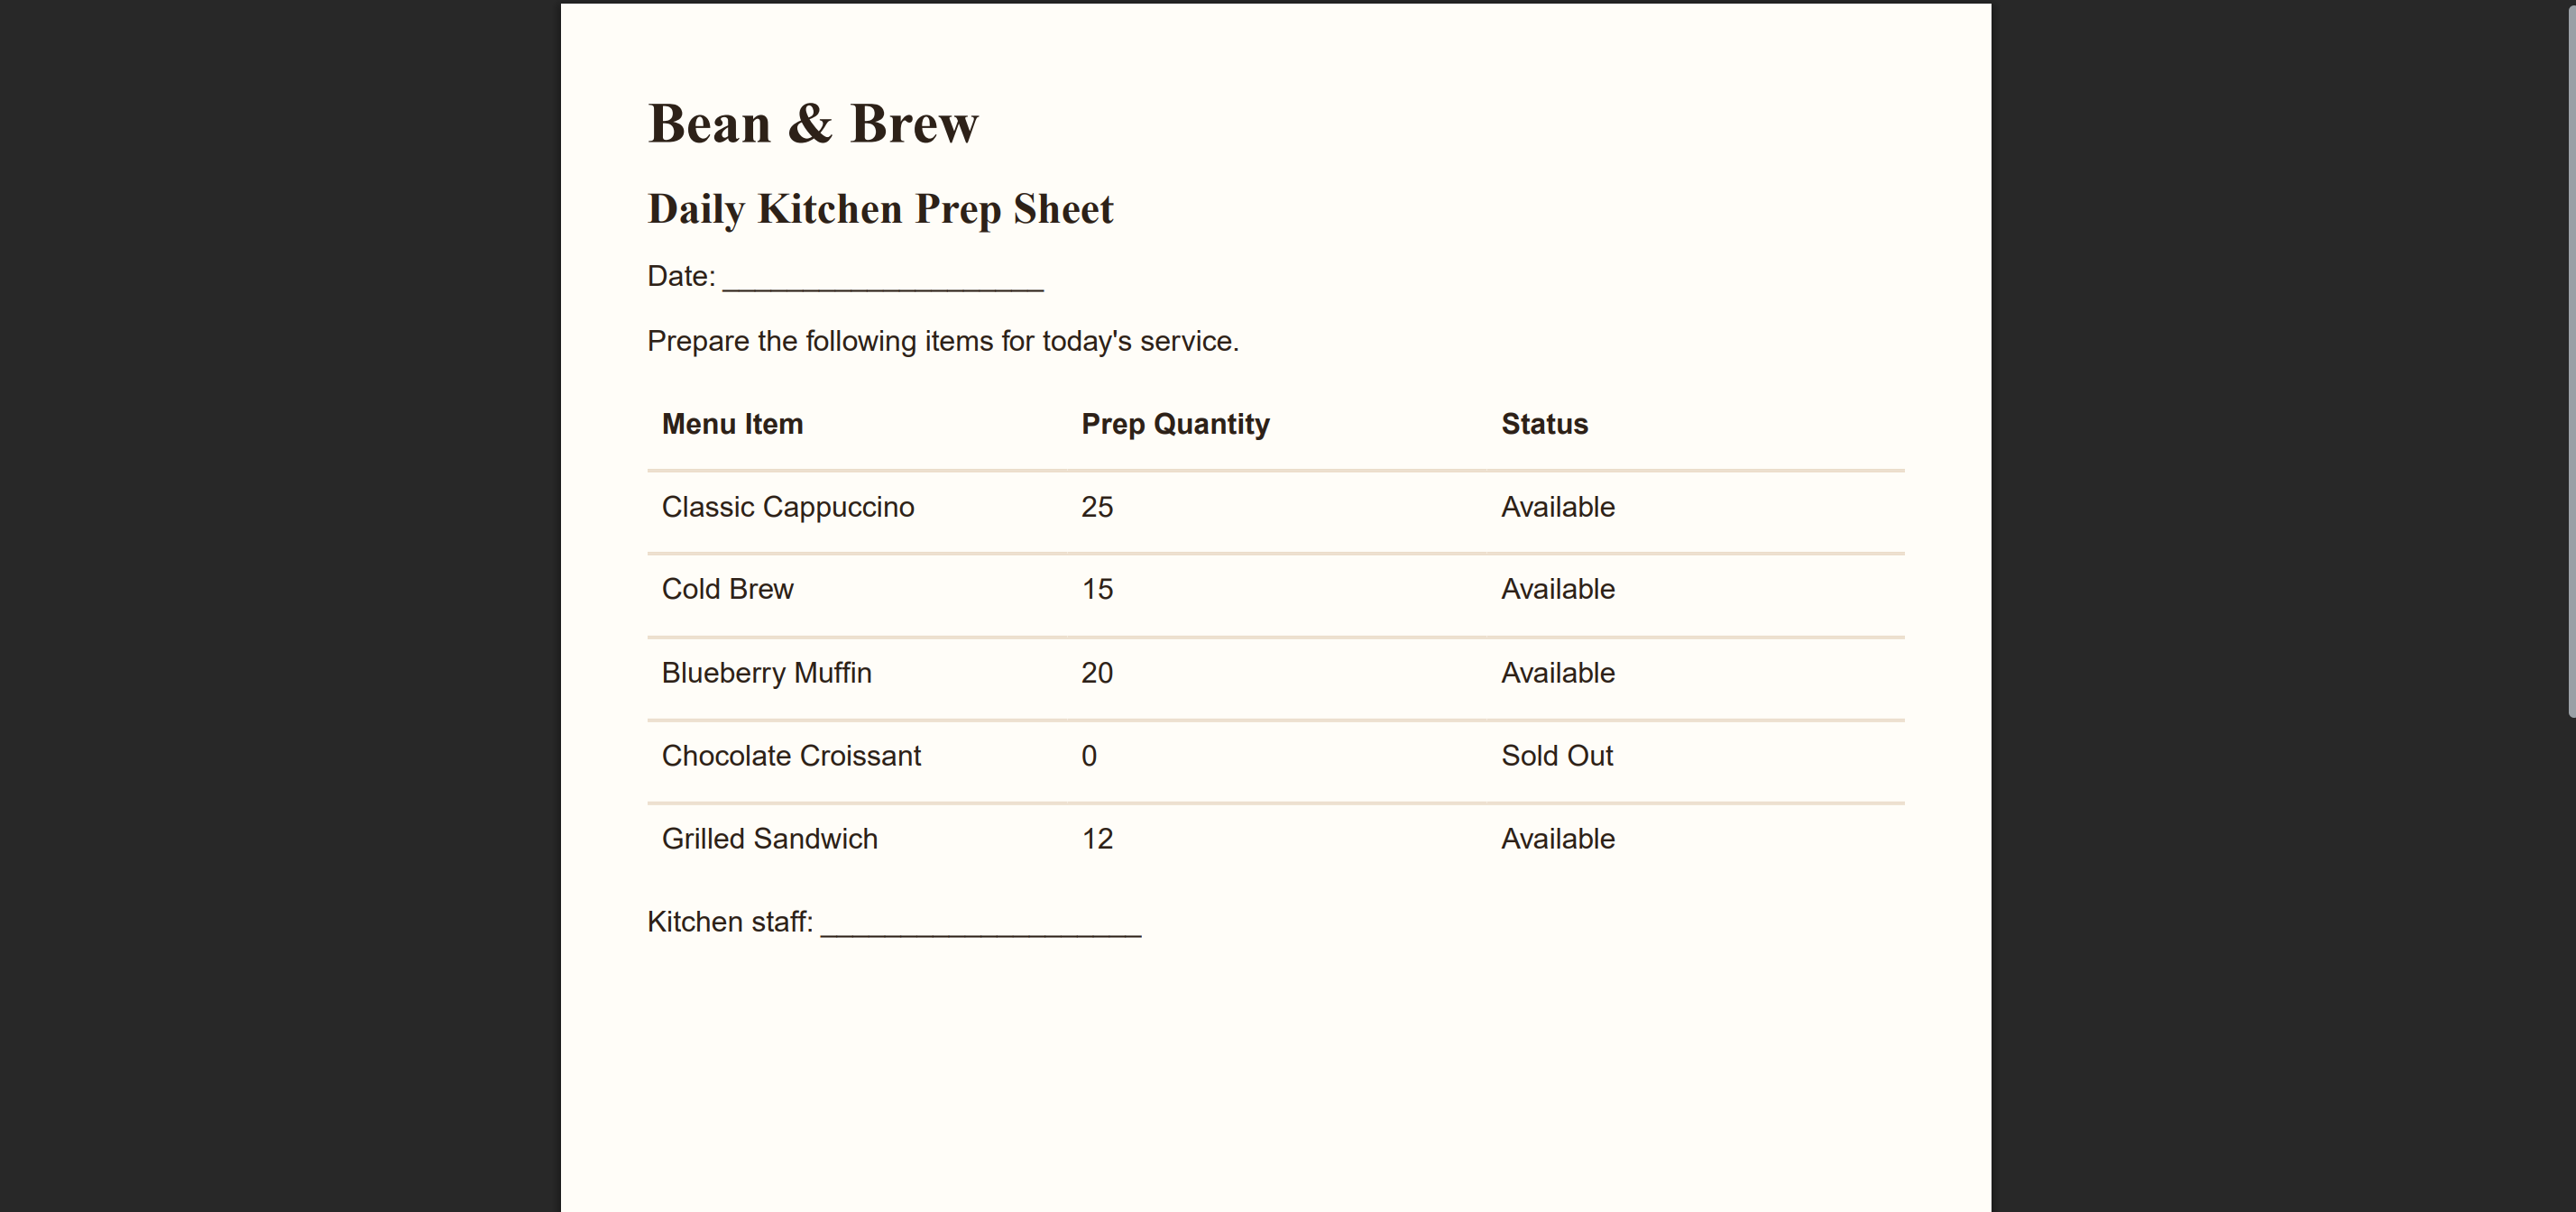 Bean & Brew
Daily Kitchen Prep Sheet
Date: ____________________
Prepare the following items for today's service.
Menu Item Prep Quantity Status
Classic Cappuccino 25 Available
Cold Brew 15 Available
Blueberry Muffin 20 Available
Chocolate Croissant 0 Sold Out
Grilled Sandwich 12 Available
Kitchen staff: ____________________